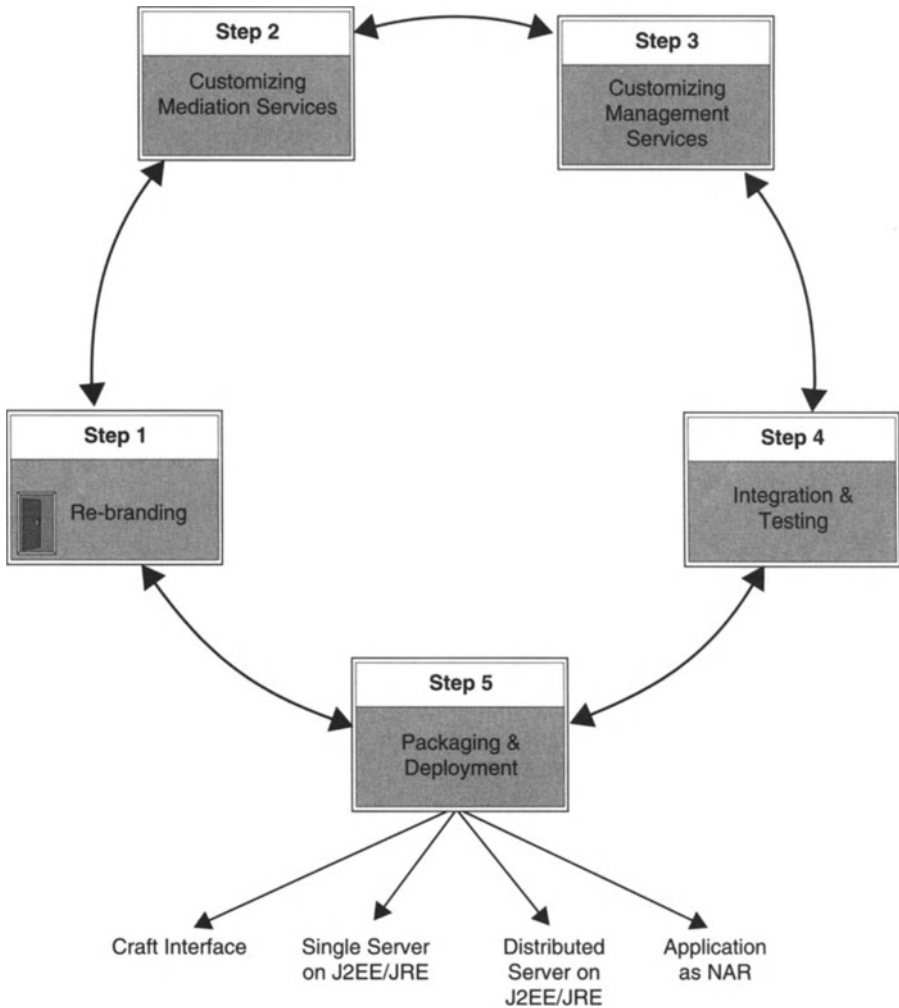 Step 2
Customizing
Mediation Services
Step 3
Customizing
Management
Services
Step 1
Re-branding
Step 4
Integration &
Testing
Step 5
Packaging &
Deployment
Craft Interface
Single Server
on J2EE/JRE
Distributed
Server on
J2EE/JRE
Application
as NAR